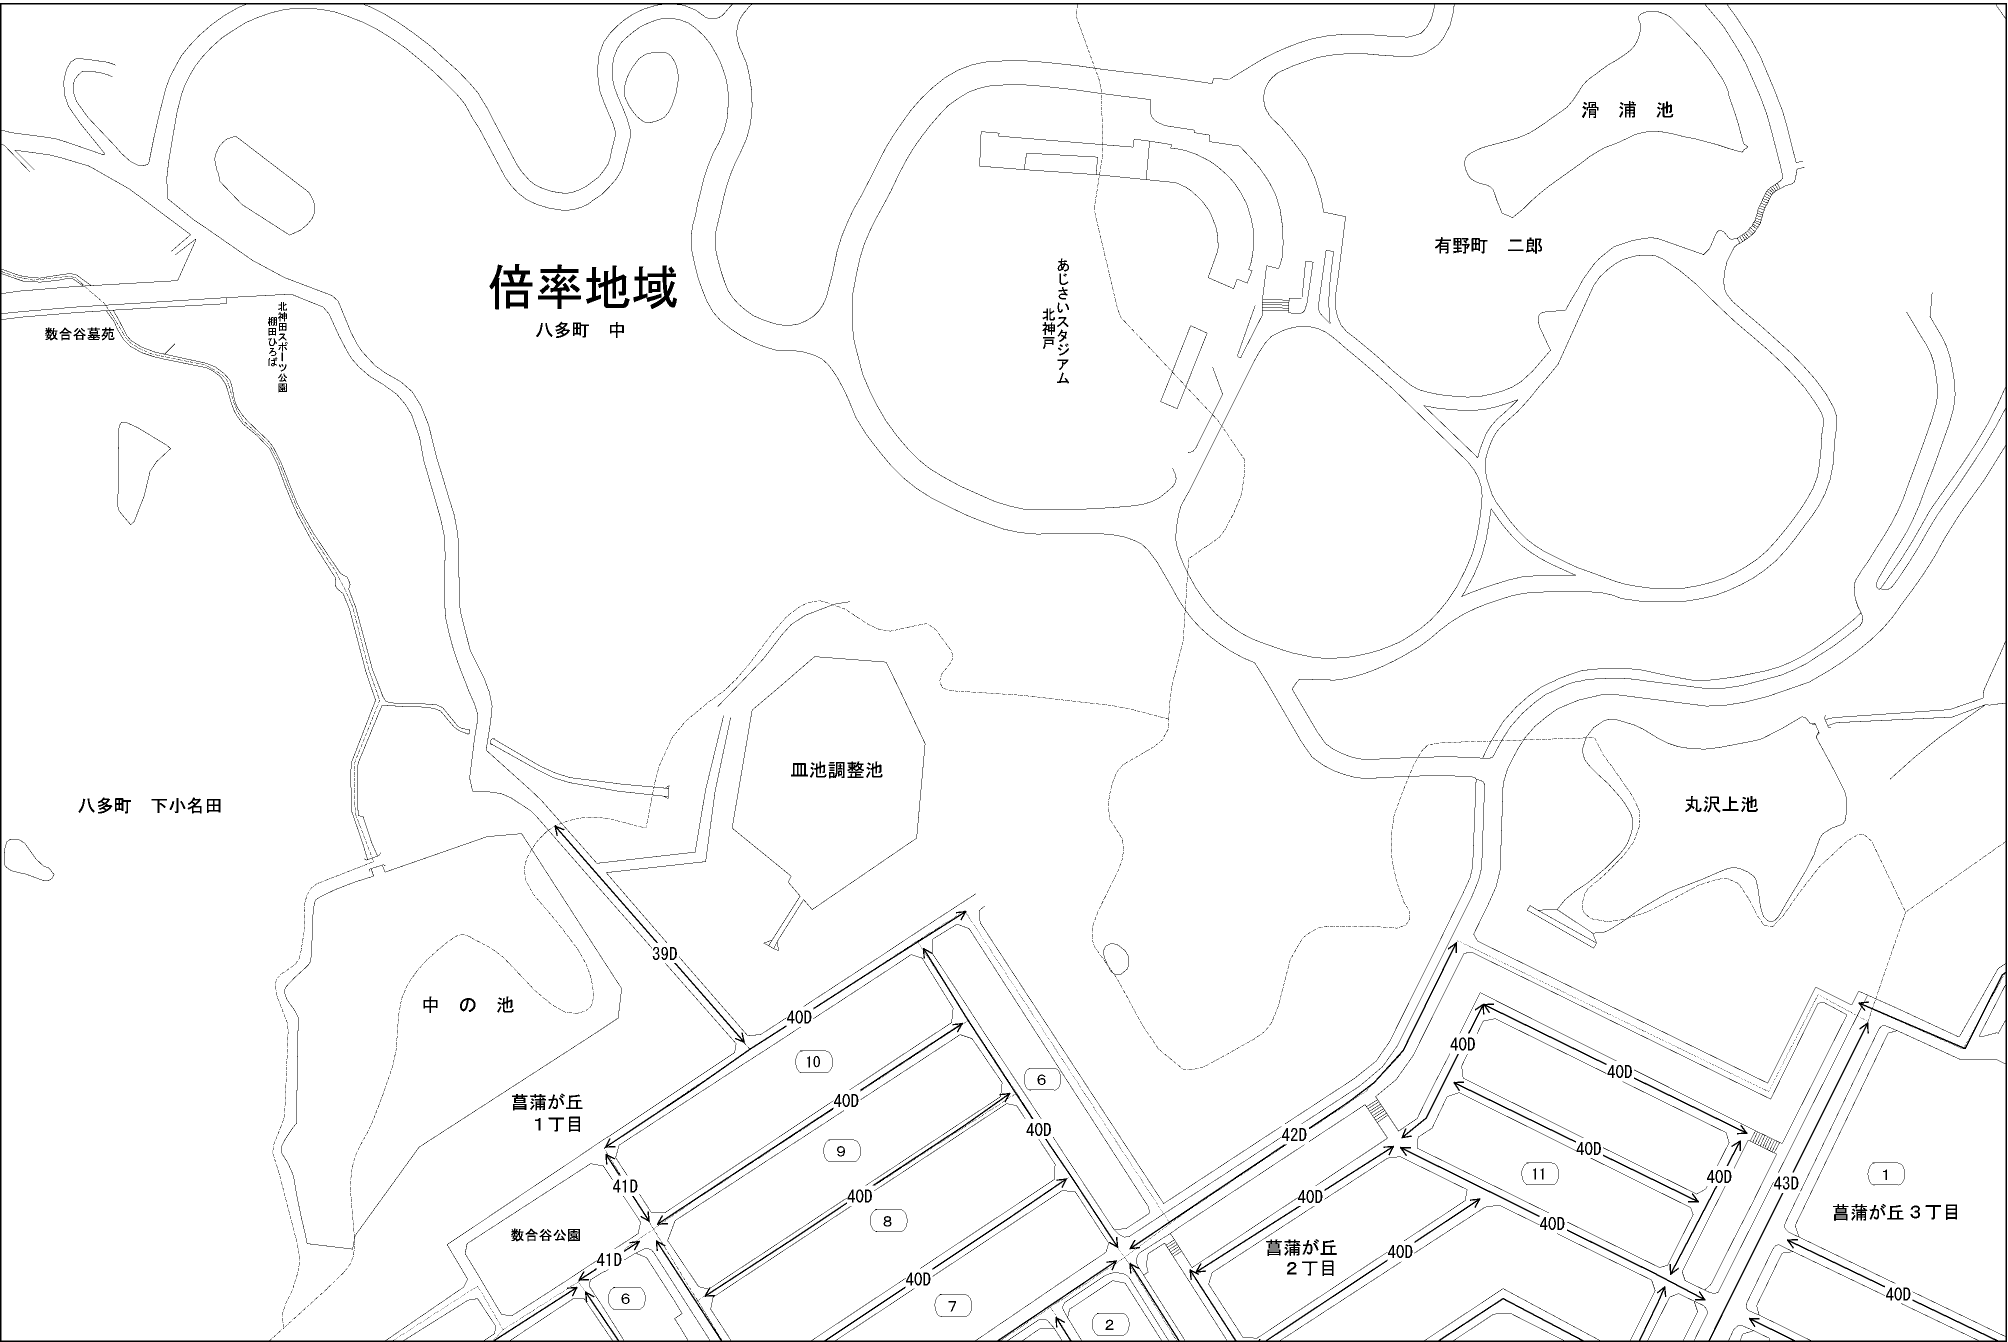 滑 浦 池
有野町 二郎
倍率地域
八多町 中
あじさいスタジアム
北神戸
北神田スポーツ公園
棚田ひろば
数合谷墓苑
皿池調整池
八多町 下小名田
丸沢上池
39D
中 の 池
40D
10
40D
40D
6
菖蒲が丘
1丁目
40D
40D
42D
40D
9
40D
11
40D
43D
1
41D
40D
40D
菖蒲が丘3丁目
8
40D
数合谷公園
41D
菖蒲が丘
2丁目
40D
40D
40D
6
7
2